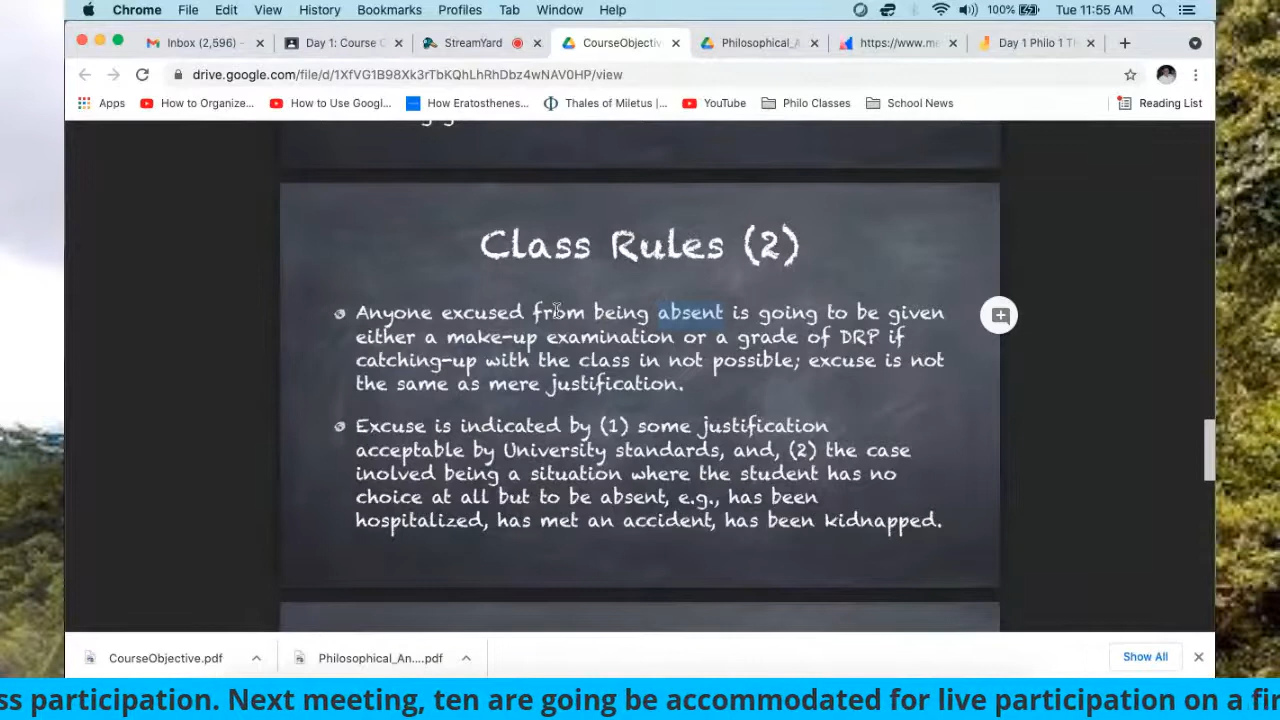 Chrome File Edit View History Bookmarks Profiles Tab Window Help 100% Tue 11:55 AM
Inbox (2,596) - Day 1: Course C StreamYard CourseObjectiv Philosophical_A https://www.m Day 1 Philo 1 T
drive.google.com/file/d/1XfVG1B98Xk3rTbKQhLhRhDbz4wNAV0HP/view
Apps How to Organize... How to Use Googl... How Eratosthenes... Thales of Miletus |... YouTube Philo Classes School News Reading List
Class Rules (2)
Anyone excused from being absent is going to be given
either a make-up examination or a grade of DRP if
catching-up with the class in not possible; excuse is not
the same as mere justification.
Excuse is indicated by (1) some justification
acceptable by University standards, and, (2) the case
inolved being a situation where the student has no
choice at all but to be absent, e.g., has been
hospitalized, has met an accident, has been kidnapped.
CourseObjective.pdf Philosophical_An....pdf Show All
ss participation. Next meeting, ten are going be accommodated for live participation on a fir